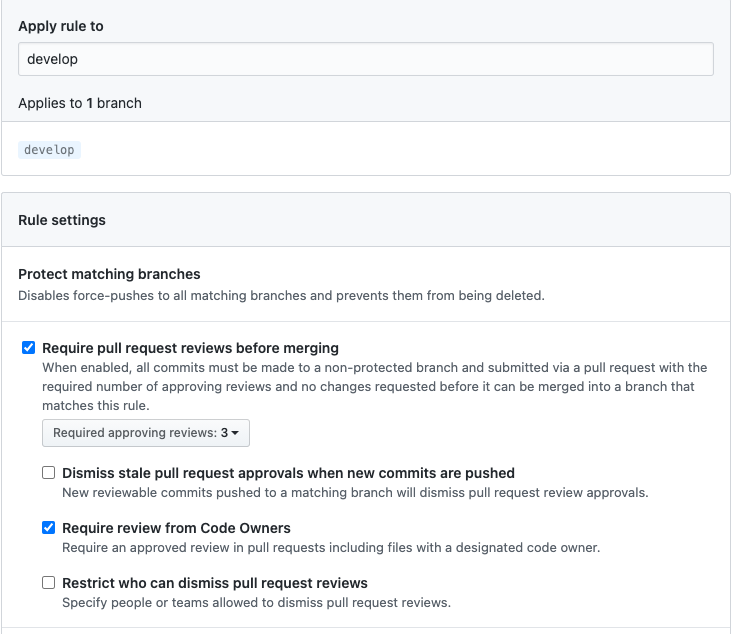 Apply rule to
develop
Applies to 1 branch
develop
Rule settings
Protect matching branches
Disables force-pushes to all matching branches and prevents them from being deleted.
Require pull request reviews before merging
When enabled, all commits must be made to a non-protected branch and submitted via a pull request with the
required number of approving reviews and no changes requested before it can be merged into a branch that
matches this rule.
Required approving reviews: 3
Dismiss stale pull request approvals when new commits are pushed
New reviewable commits pushed to a matching branch will dismiss pull request review approvals.
Require review from Code Owners
Require an approved review in pull requests including files with a designated code owner.
Restrict who can dismiss pull request reviews
Specify people or teams allowed to dismiss pull request reviews.